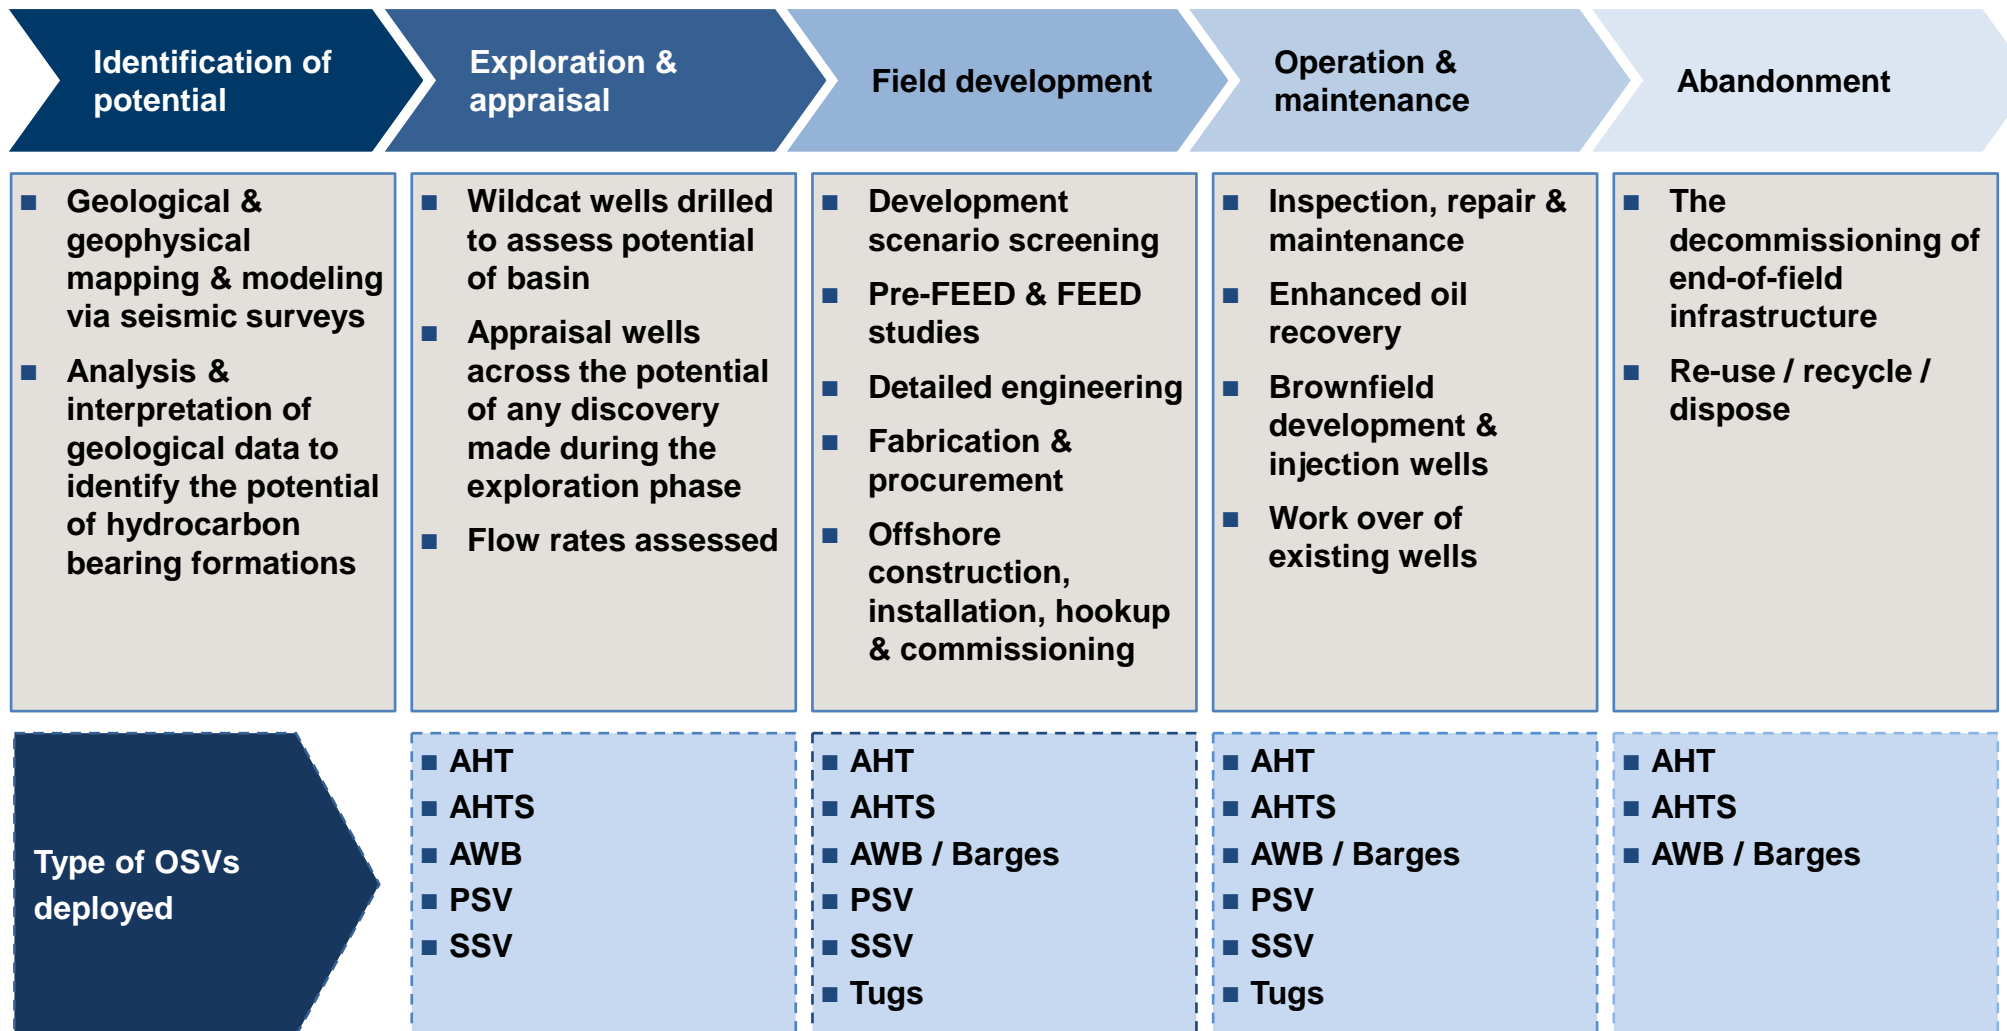 Identification of
potential
Exploration &
appraisal
Field development
Operation &
maintenance
Abandonment
Geological &
geophysical
mapping & modeling
via seismic surveys
Analysis &
interpretation of
geological data to
identify the potential
of hydrocarbon
bearing formations
Wildcat wells drilled
to assess potential
of basin
Appraisal wells
across the potential
of any discovery
made during the
exploration phase
Flow rates assessed
Development
scenario screening
Pre-FEED & FEED
studies
Detailed engineering
Fabrication &
procurement
Offshore
construction,
installation, hookup
& commissioning
Inspection, repair &
maintenance
Enhanced oil
recovery
Brownfield
development &
injection wells
Work over of
existing wells
The
decommissioning of
end-of-field
infrastructure
Re-use / recycle /
dispose
Type of OSVs
deployed
AHT
AHTS
AWB
PSV
SSV
AHT
AHTS
AWB / Barges
PSV
SSV
Tugs
AHT
AHTS
AWB / Barges
PSV
SSV
Tugs
AHT
AHTS
AWB / Barges